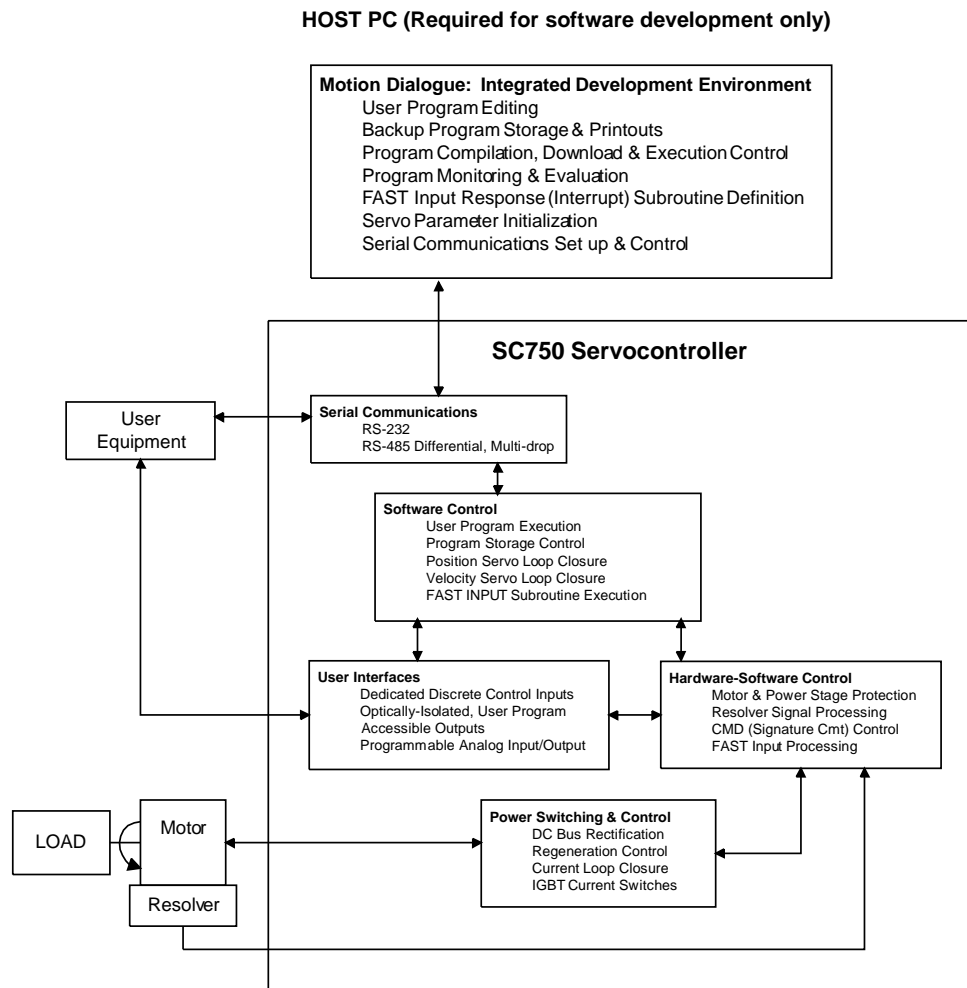 HOST PC (Required for software development only)
Motion Dialogue: Integrated Development Environment
User Program Editing
Backup Program Storage & Printouts
Program Compilation, Download & Execution Control
Program Monitoring & Evaluation
FAST Input Response (Interrupt) Subroutine Definition
Servo Parameter Initialization
Serial Communications Set up & Control
SC750 Servocontroller
User
Equipment
Serial Communications
RS-232
RS-485 Differential, Multi-drop
Software Control
User Program Execution
Program Storage Control
Position Servo Loop Closure
Velocity Servo Loop Closure
FAST INPUT Subroutine Execution
User Interfaces
Dedicated Discrete Control Inputs
Optically-Isolated, User Program
Accessible Outputs
Programmable Analog Input/Output
Hardware-Software Control
Motor & Power Stage Protection
Resolver Signal Processing
CMD (Signature Cmt) Control
FAST Input Processing
LOAD
Motor
Resolver
Power Switching & Control
DC Bus Rectification
Regeneration Control
Current Loop Closure
IGBT Current Switches